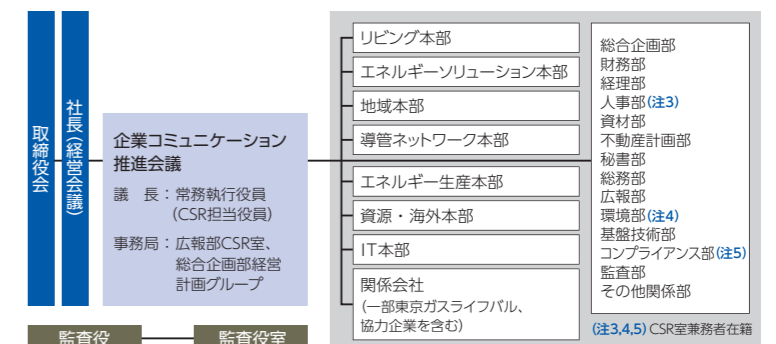 取締役会
社長(経営会議)
企業コミュニケーション
推進会議
議　長：常務執行役員
(CSR担当役員)
事務局：広報部CSR室、
総合企画部経営
計画グループ
監査役
監査役室
リビング本部
エネルギーソリューション本部
地域本部
導管ネットワーク本部
エネルギー生産本部
資源・海外本部
IT本部
関係会社
(一部東京ガスライフバル、
協力企業を含む)
総合企画部
財務部
経理部
人事部(注3)
資材部
不動産計画部
秘書部
総務部
広報部
環境部(注4)
基盤技術部
コンプライアンス部(注5)
監査部
その他関係部
(注3,4,5) CSR室兼務者在籍